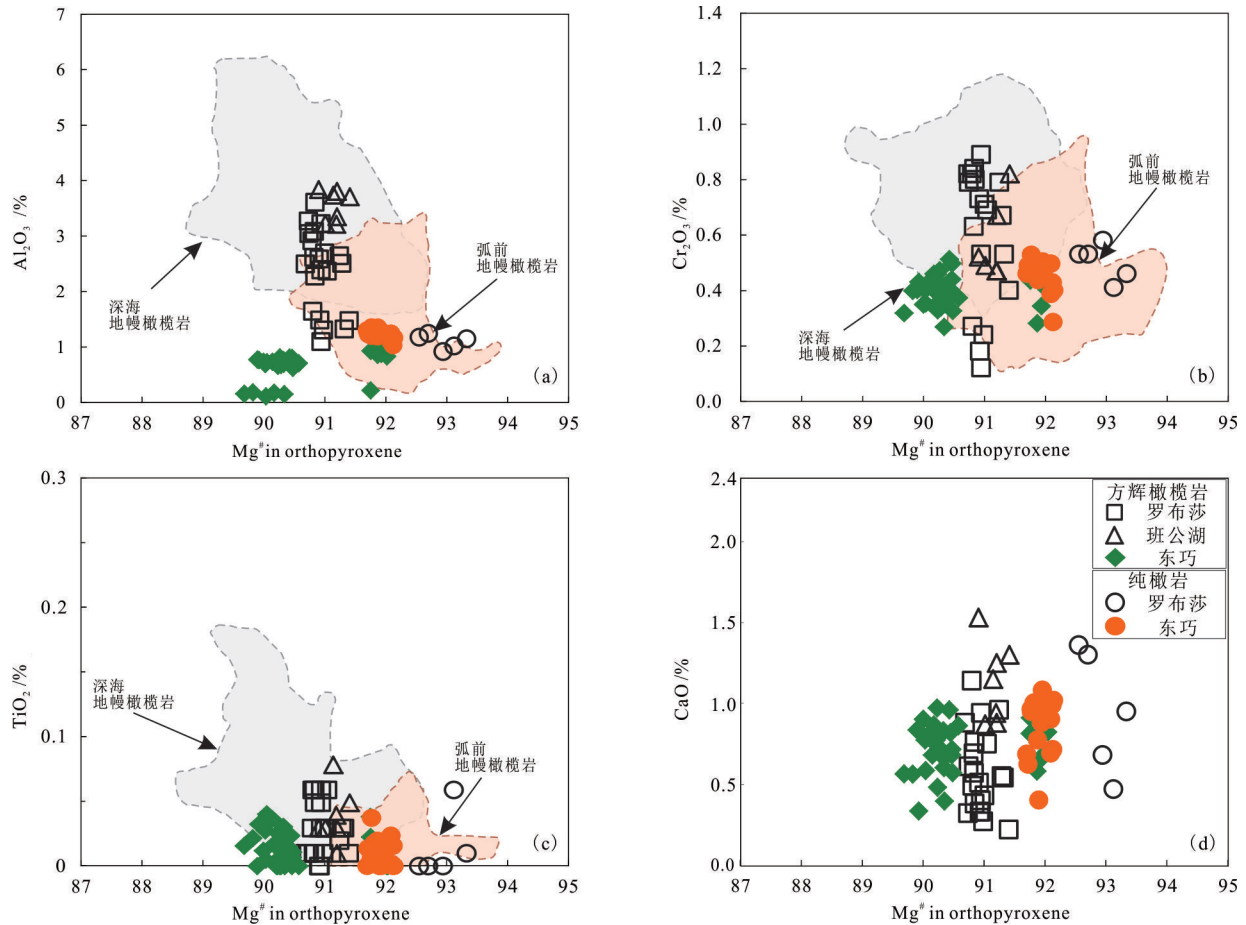 7
6
5
4
3
2
1
0
Al₂O₃ /%
深海
地幔橄榄岩
弧前
地幔橄榄岩
(a)
87 88 89 90 91 92 93 94 95
Mg# in orthopyroxene
1.4
1.2
1.0
0.8
0.6
0.4
0.2
0.0
Cr₂O₃ /%
弧前
地幔橄榄岩
深海
地幔橄榄岩
(b)
87 88 89 90 91 92 93 94 95
Mg# in orthopyroxene
0.3
0.2
0.1
0
TiO₂ /%
深海
地幔橄榄岩
弧前
地幔橄榄岩
(c)
87 88 89 90 91 92 93 94 95
Mg# in orthopyroxene
2.4
2.0
1.5
1.0
0.5
0.0
CaO /%
方辉橄榄岩
罗布莎
班公湖
东巧
纯橄岩
罗布莎
东巧
(d)
87 88 89 90 91 92 93 94 95
Mg# in orthopyroxene